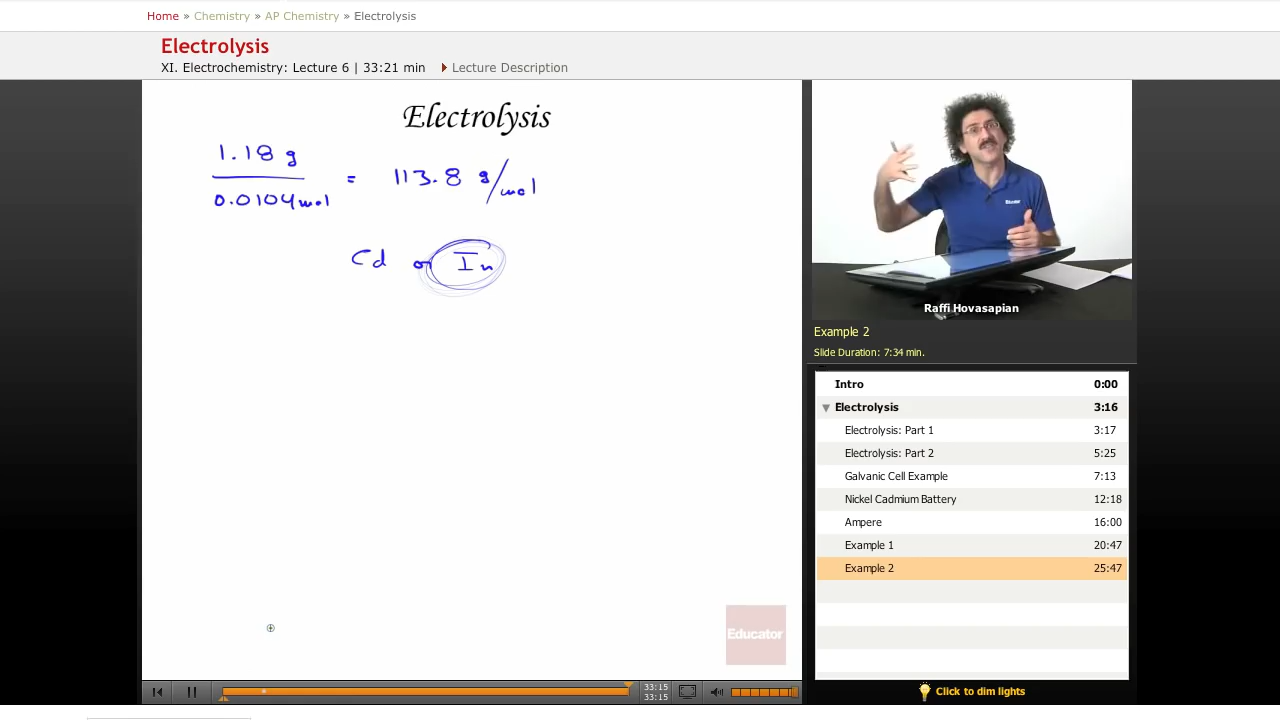 Home » Chemistry » AP Chemistry » Electrolysis
Electrolysis
XI. Electrochemistry: Lecture 6 | 33:21 min Lecture Description
Electrolysis
1.18 g
0.0104 mol
= 113.8 g/mol
Cd or In
Educator
Educator
Raffi Hovasapian
Example 2
Slide Duration: 7:34 min.
Intro 0:00
Electrolysis 3:16
Electrolysis: Part 1 3:17
Electrolysis: Part 2 5:25
Galvanic Cell Example 7:13
Nickel Cadmium Battery 12:18
Ampere 16:00
Example 1 20:47
Example 2 25:47
33:15
33:15
Click to dim lights